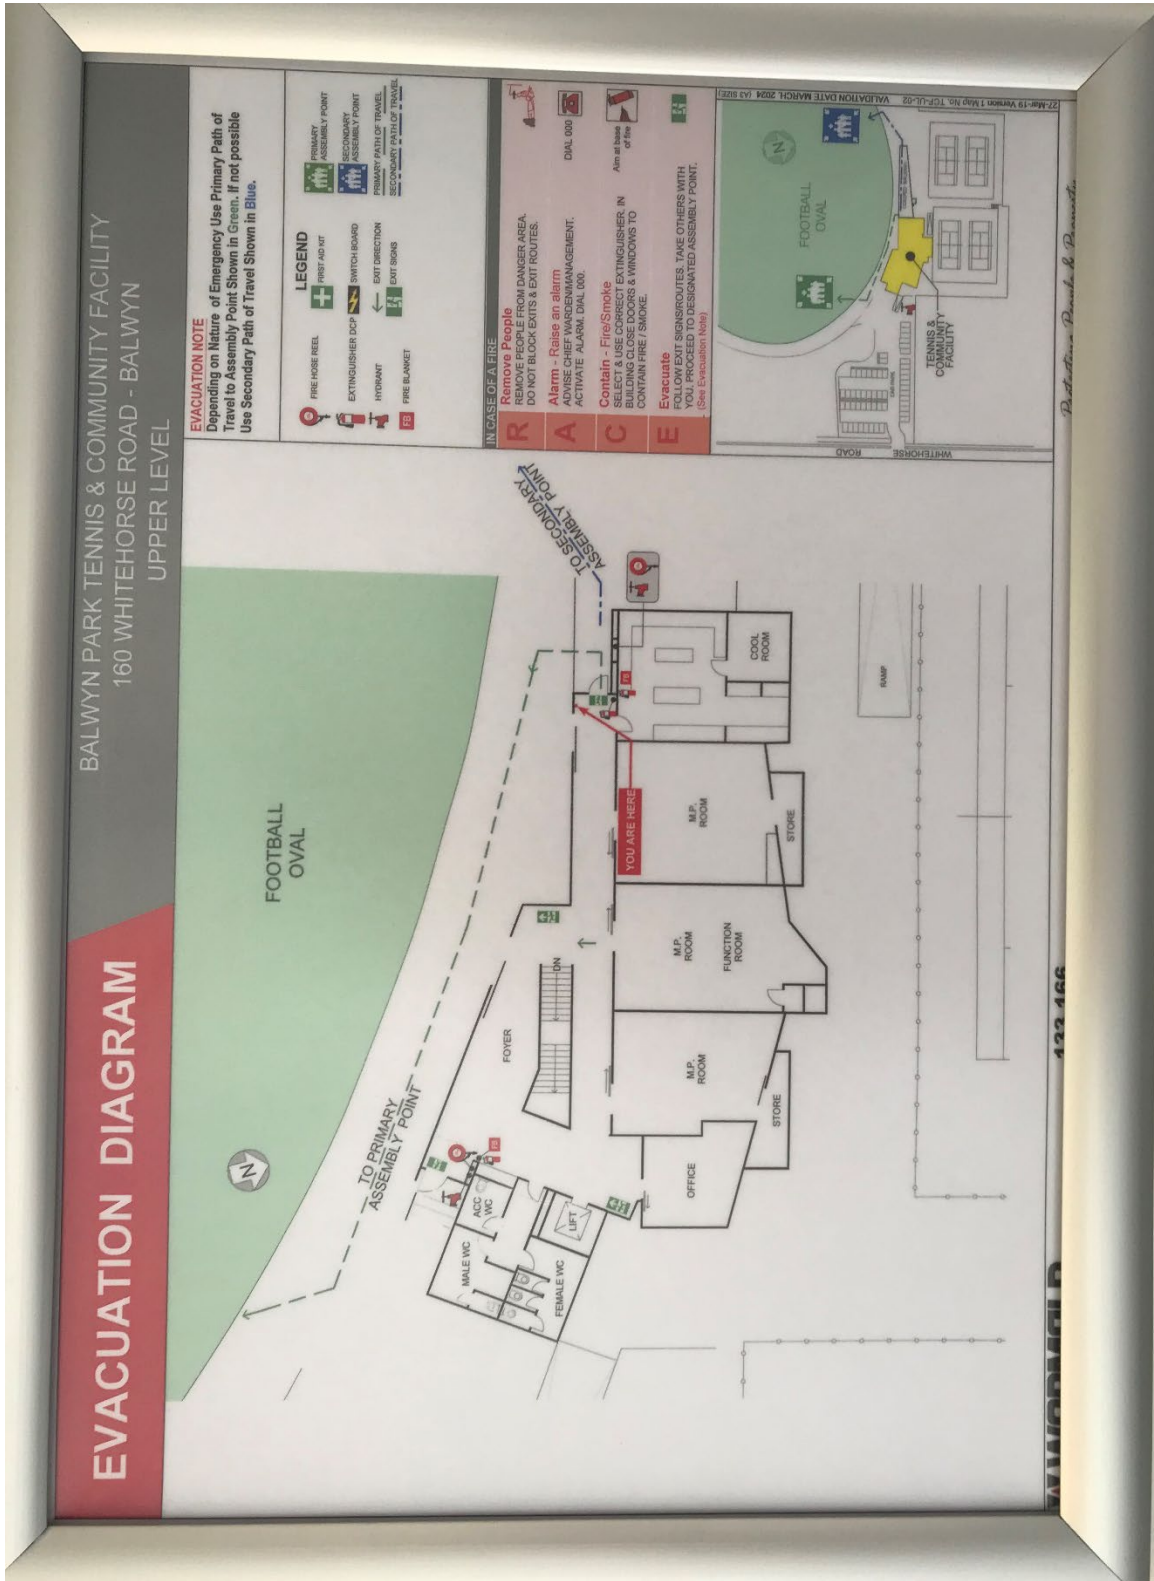 EVACUATION DIAGRAM
BALWYN PARK TENNIS & COMMUNITY FACILITY
160 WHITEHORSE ROAD - BALWYN
UPPER LEVEL
FOOTBALL
OVAL
N
TO PRIMARY
ASSEMBLY POINT
TO SECONDARY
ASSEMBLY POINT
MALE WC
ACC
WC
FEMALE WC
LIFT
FB
FOYER
DN
OFFICE
M.P.
ROOM
STORE
M.P.
ROOM
FUNCTION
ROOM
M.P.
ROOM
STORE
YOU ARE HERE
FB
COOL
ROOM
RAMP
EVACUATION NOTE
Depending on Nature of Emergency Use Primary Path of
Travel to Assembly Point Shown in Green. If not possible
Use Secondary Path of Travel Shown in Blue.
LEGEND
FIRE HOSE REEL
FIRST AID KIT
PRIMARY
ASSEMBLY POINT
EXTINGUISHER DCP
SWITCH BOARD
SECONDARY
ASSEMBLY POINT
HYDRANT
EXIT DIRECTION
PRIMARY PATH OF TRAVEL
FB
FIRE BLANKET
EXIT SIGNS
SECONDARY PATH OF TRAVEL
IN CASE OF A FIRE
R
Remove People
REMOVE PEOPLE FROM DANGER AREA.
DO NOT BLOCK EXITS & EXIT ROUTES.
A
Alarm - Raise an alarm
ADVISE CHIEF WARDEN/MANAGEMENT.
ACTIVATE ALARM. DIAL 000.
DIAL 000
C
Contain - Fire/Smoke
SELECT & USE CORRECT EXTINGUISHER. IN
BUILDING CLOSE DOORS & WINDOWS TO
CONTAIN FIRE / SMOKE.
Aim at base
of fire
E
Evacuate
FOLLOW EXIT SIGNS/ROUTES. TAKE OTHERS WITH
YOU. PROCEED TO DESIGNATED ASSEMBLY POINT.
(See Evacuation Note)
FOOTBALL
OVAL
N
WHITEHORSE
ROAD
CAR PARK
TENNIS &
COMMUNITY
FACILITY
27-Mar-19 Version 1 Map No. TCF-UL-02
VALIDATION DATE MARCH, 2024 (A3 SIZE)
WORMALD
133 166
Protecting People & Property